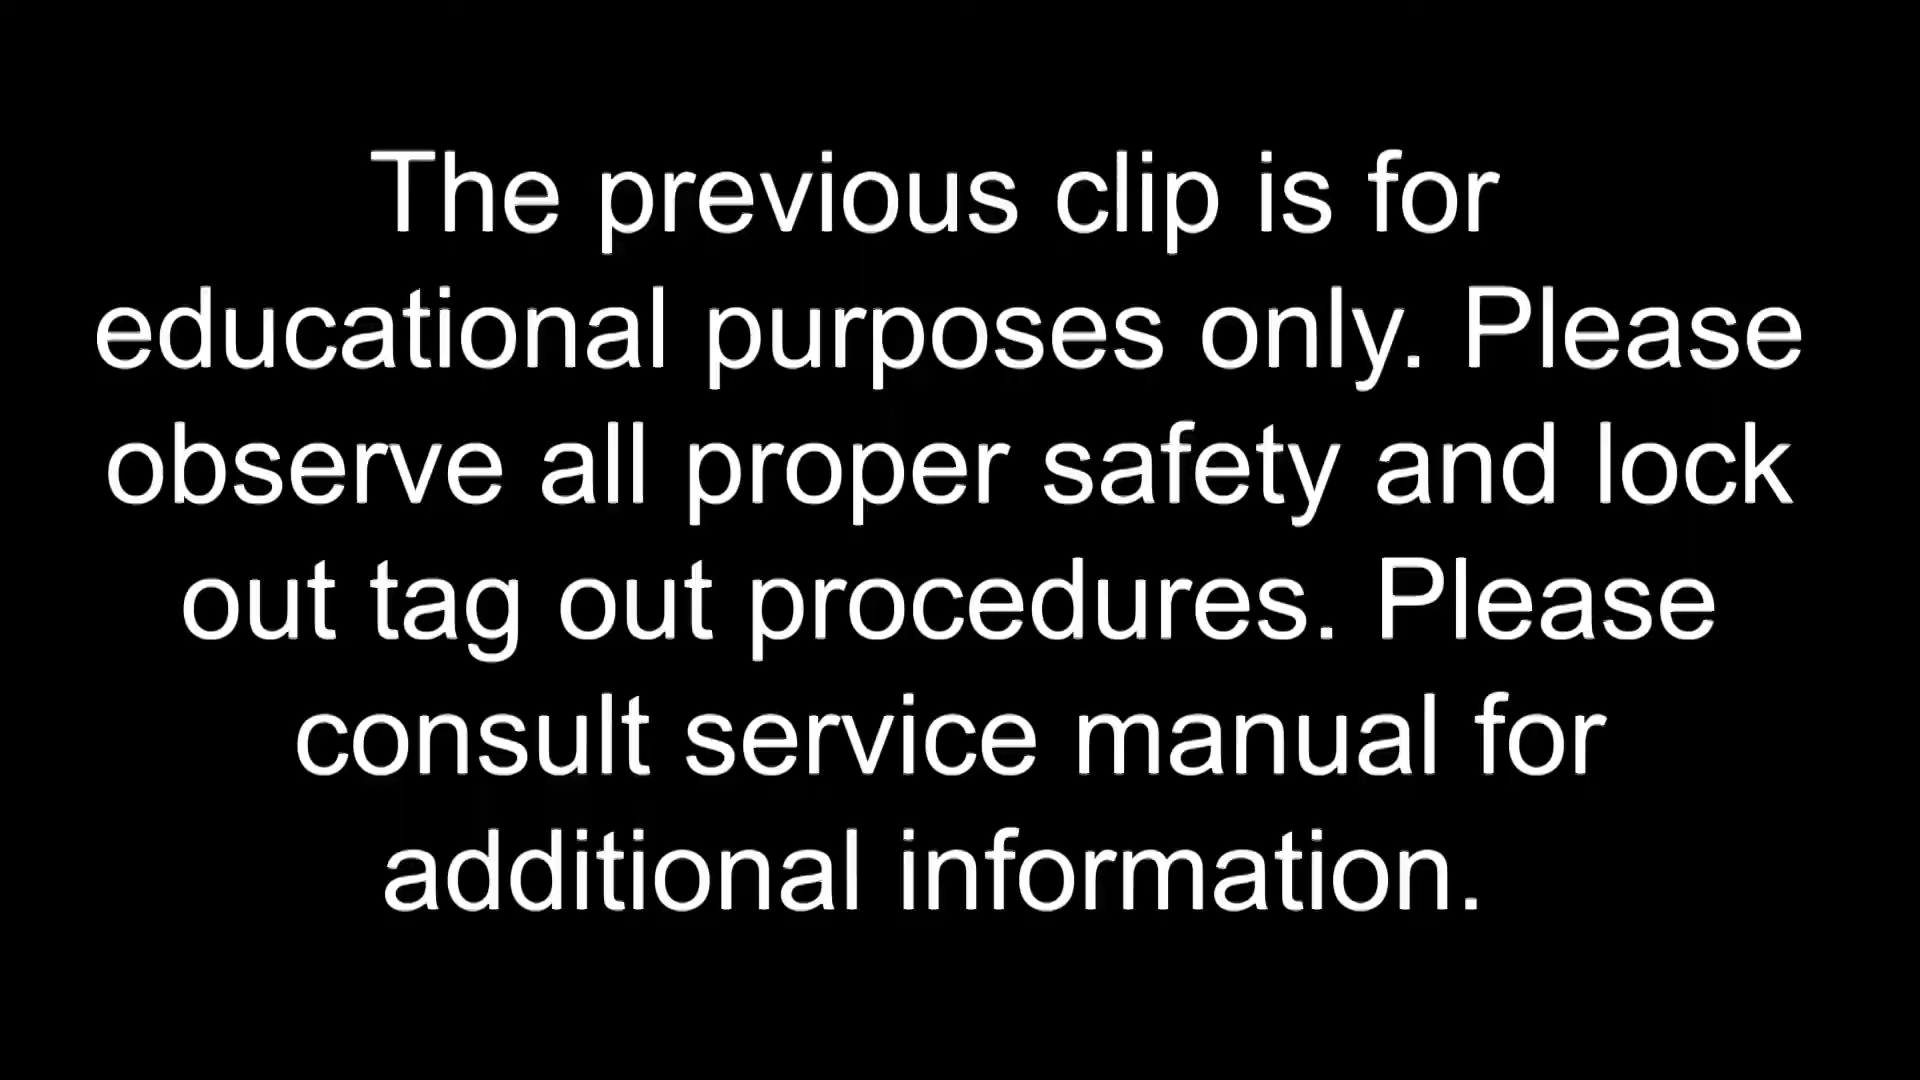 The previous clip is for
educational purposes only. Please
observe all proper safety and lock
out tag out procedures. Please
consult service manual for
additional information.